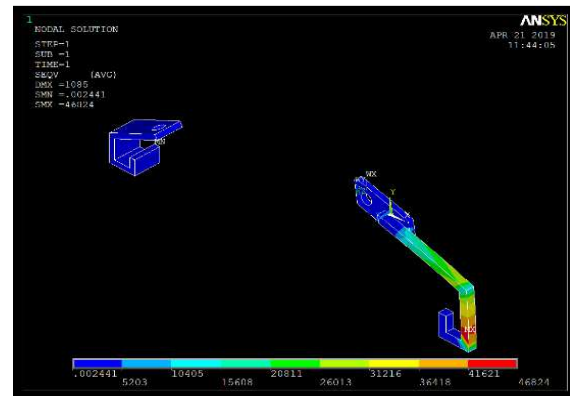 1
NODAL SOLUTION
STEP=1
SUB =1
TIME=1
SEQV (AVG)
DMX =1085
SMN =.002441
SMX =46824
ANSYS
APR 21 2019
11:44:05
MN
WX
Y
MX
.002441 10405 20811 31216 41621
5203 15608 26013 36418 46824